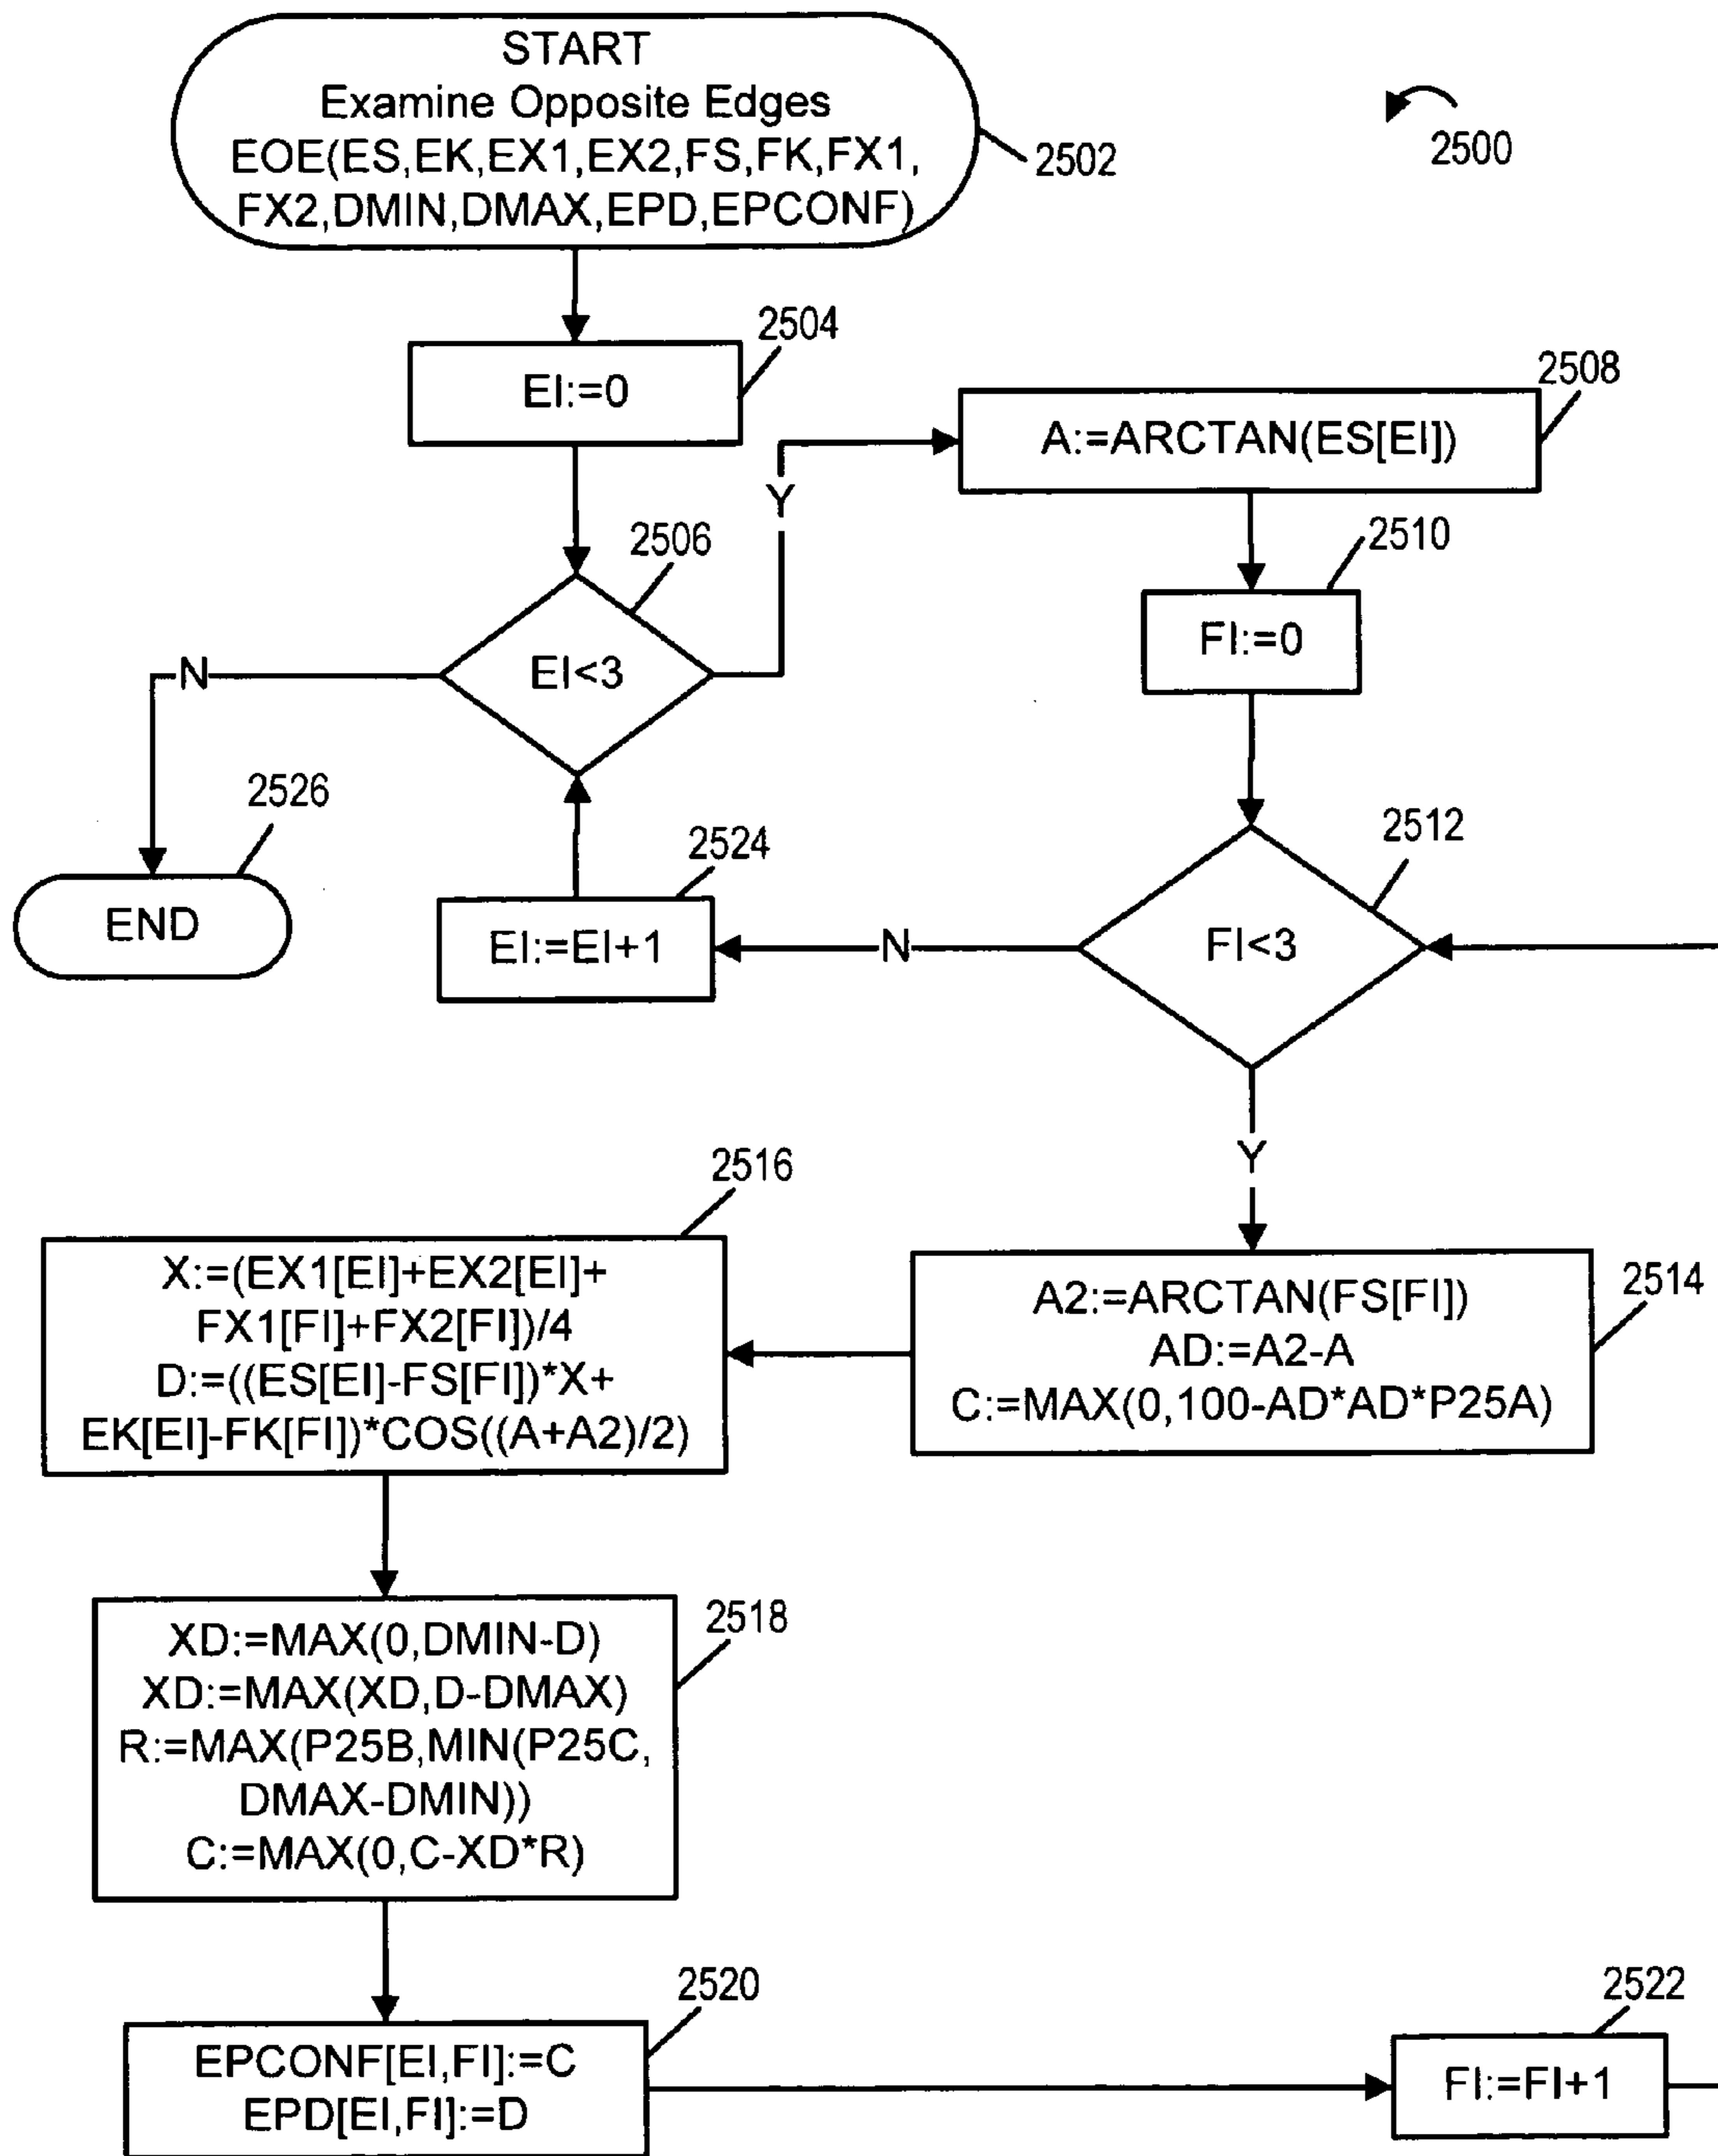 START
Examine Opposite Edges
EOE(ES,EK,EX1,EX2,FS,FK,FX1,
FX2,DMIN,DMAX,EPD,EPCONF)
2502
2500
2504
EI:=0
2508
A:=ARCTAN(ES[EI])
Y
2506
EI<3
N
2510
FI:=0
2526
END
2524
EI:=EI+1
N
2512
FI<3
Y
2516
X:=(EX1[EI]+EX2[EI]+
FX1[FI]+FX2[FI])/4
D:=((ES[EI]-FS[FI])*X+
EK[EI]-FK[FI])*COS((A+A2)/2)
2514
A2:=ARCTAN(FS[FI])
AD:=A2-A
C:=MAX(0,100-AD*AD*P25A)
2518
XD:=MAX(0,DMIN-D)
XD:=MAX(XD,D-DMAX)
R:=MAX(P25B,MIN(P25C,
DMAX-DMIN))
C:=MAX(0,C-XD*R)
2520
EPCONF[EI,FI]:=C
EPD[EI,FI]:=D
2522
FI:=FI+1